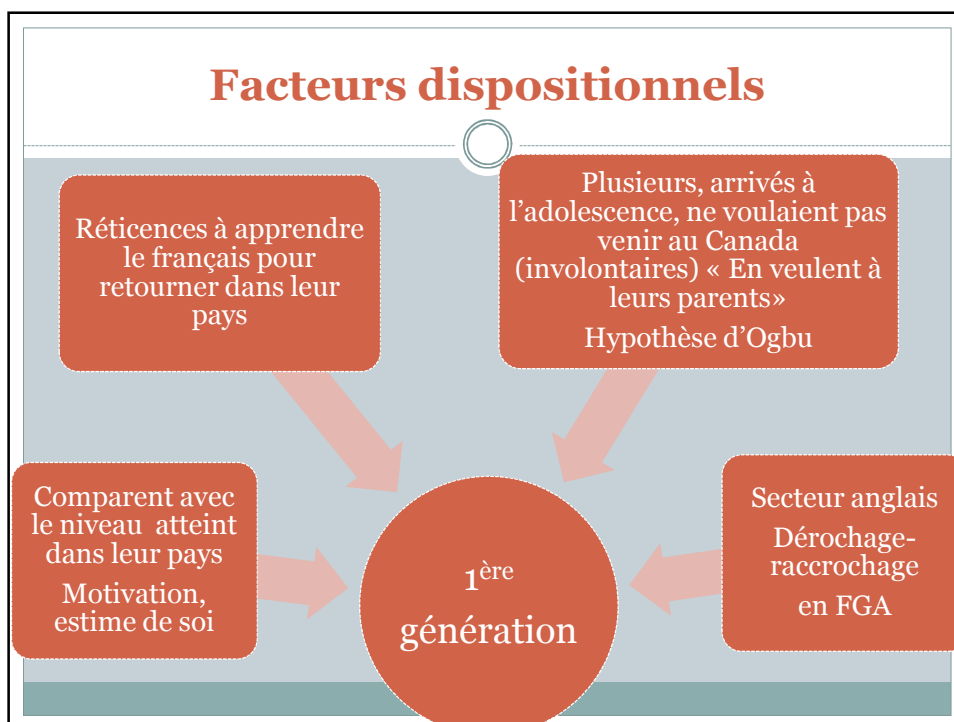 Facteurs dispositionnels
Réticences à apprendre
le français pour
retourner dans leur
pays
Plusieurs, arrivés à
l’adolescence, ne voulaient pas
venir au Canada
(involontaires) « En veulent à
leurs parents»
Hypothèse d’Ogbu
Comparent avec
le niveau atteint
dans leur pays
Motivation,
estime de soi
1ère
génération
Secteur anglais
Dérochage-
raccrochage
en FGA